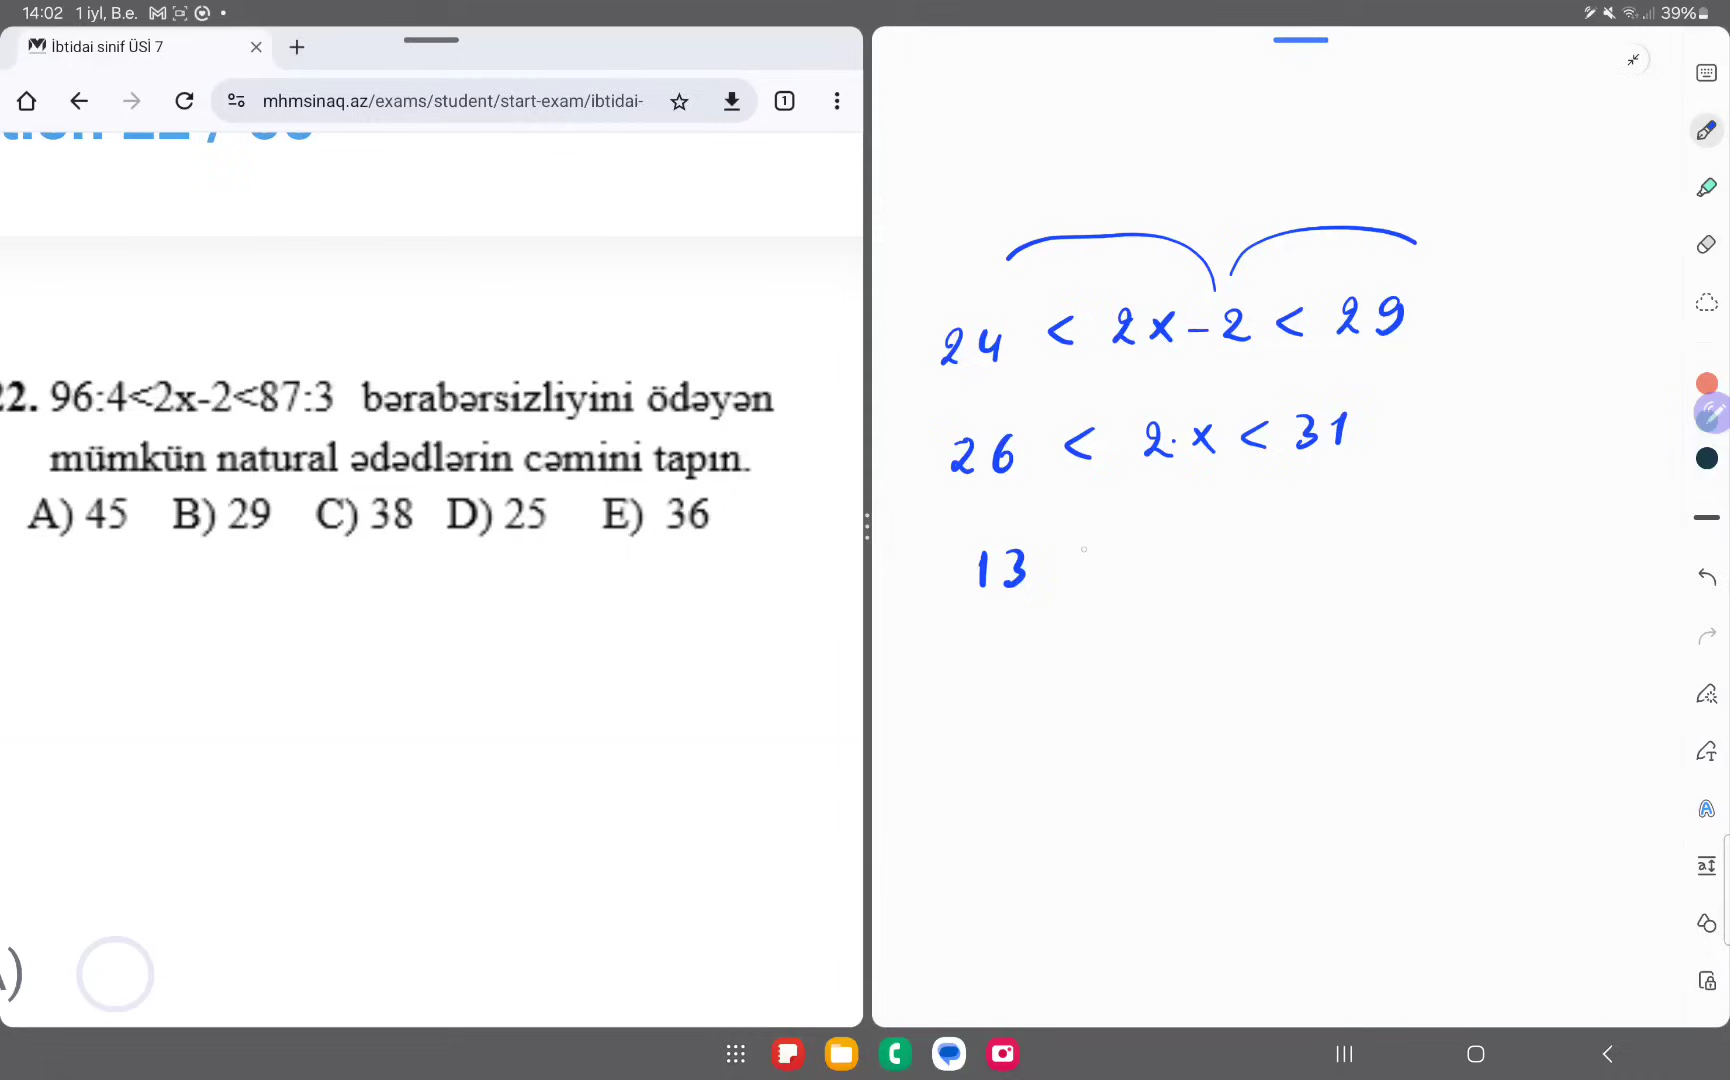 14:02 1 iyl, B.e.
39%
İbtidai sinif ÜSİ 7
mhmsinaq.az/exams/student/start-exam/ibtidai-
22. 96:4<2x-2<87:3 bərabərsizliyini ödəyən
mümkün natural ədədlərin cəmini tapın.
A) 45 B) 29 C) 38 D) 25 E) 36
24 < 2x-2 < 29
26 < 2·x < 31
13